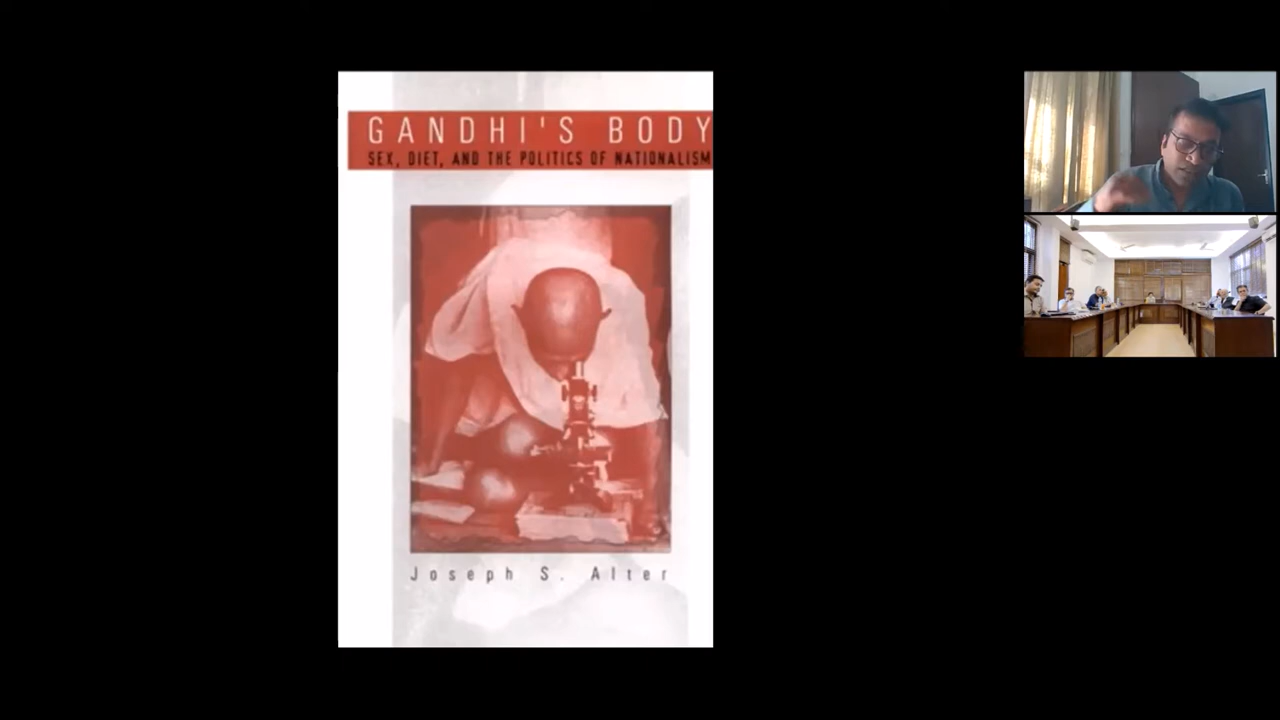 GANDHI'S BODY
SEX, DIET, AND THE POLITICS OF NATIONALISM
Joseph S. Alter